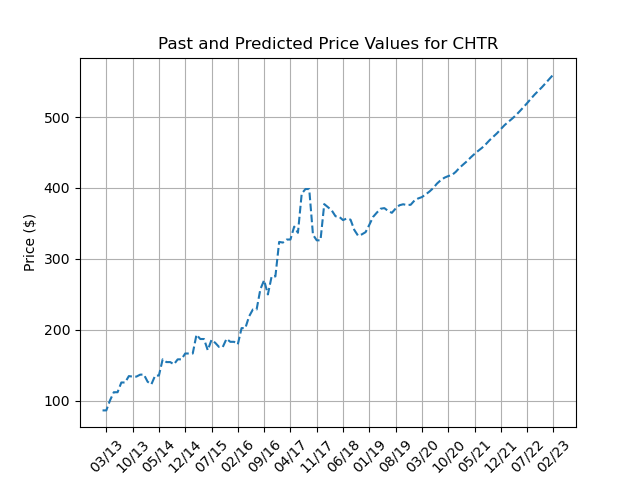 Past and Predicted Price Values for CHTR
Price ($)
500
400
300
200
100
03/13 10/13 05/14 12/14 07/15 02/16 09/16 04/17 11/17 06/18 01/19 08/19 03/20 10/20 05/21 12/21 07/22 02/23